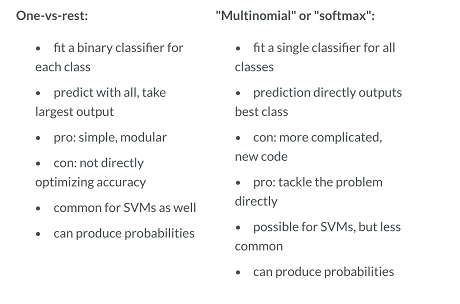 One-vs-rest:
• fit a binary classifier for
each class
• predict with all, take
largest output
• pro: simple, modular
• con: not directly
optimizing accuracy
• common for SVMs as well
• can produce probabilities
"Multinomial" or "softmax":
• fit a single classifier for all
classes
• prediction directly outputs
best class
• con: more complicated,
new code
• pro: tackle the problem
directly
• possible for SVMs, but less
common
• can produce probabilities